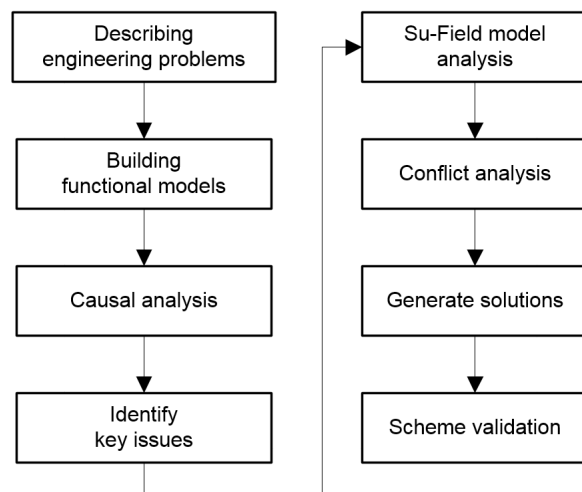 Describing
engineering problems
Building
functional models
Causal analysis
Identify
key issues
Su-Field model
analysis
Conflict analysis
Generate solutions
Scheme validation